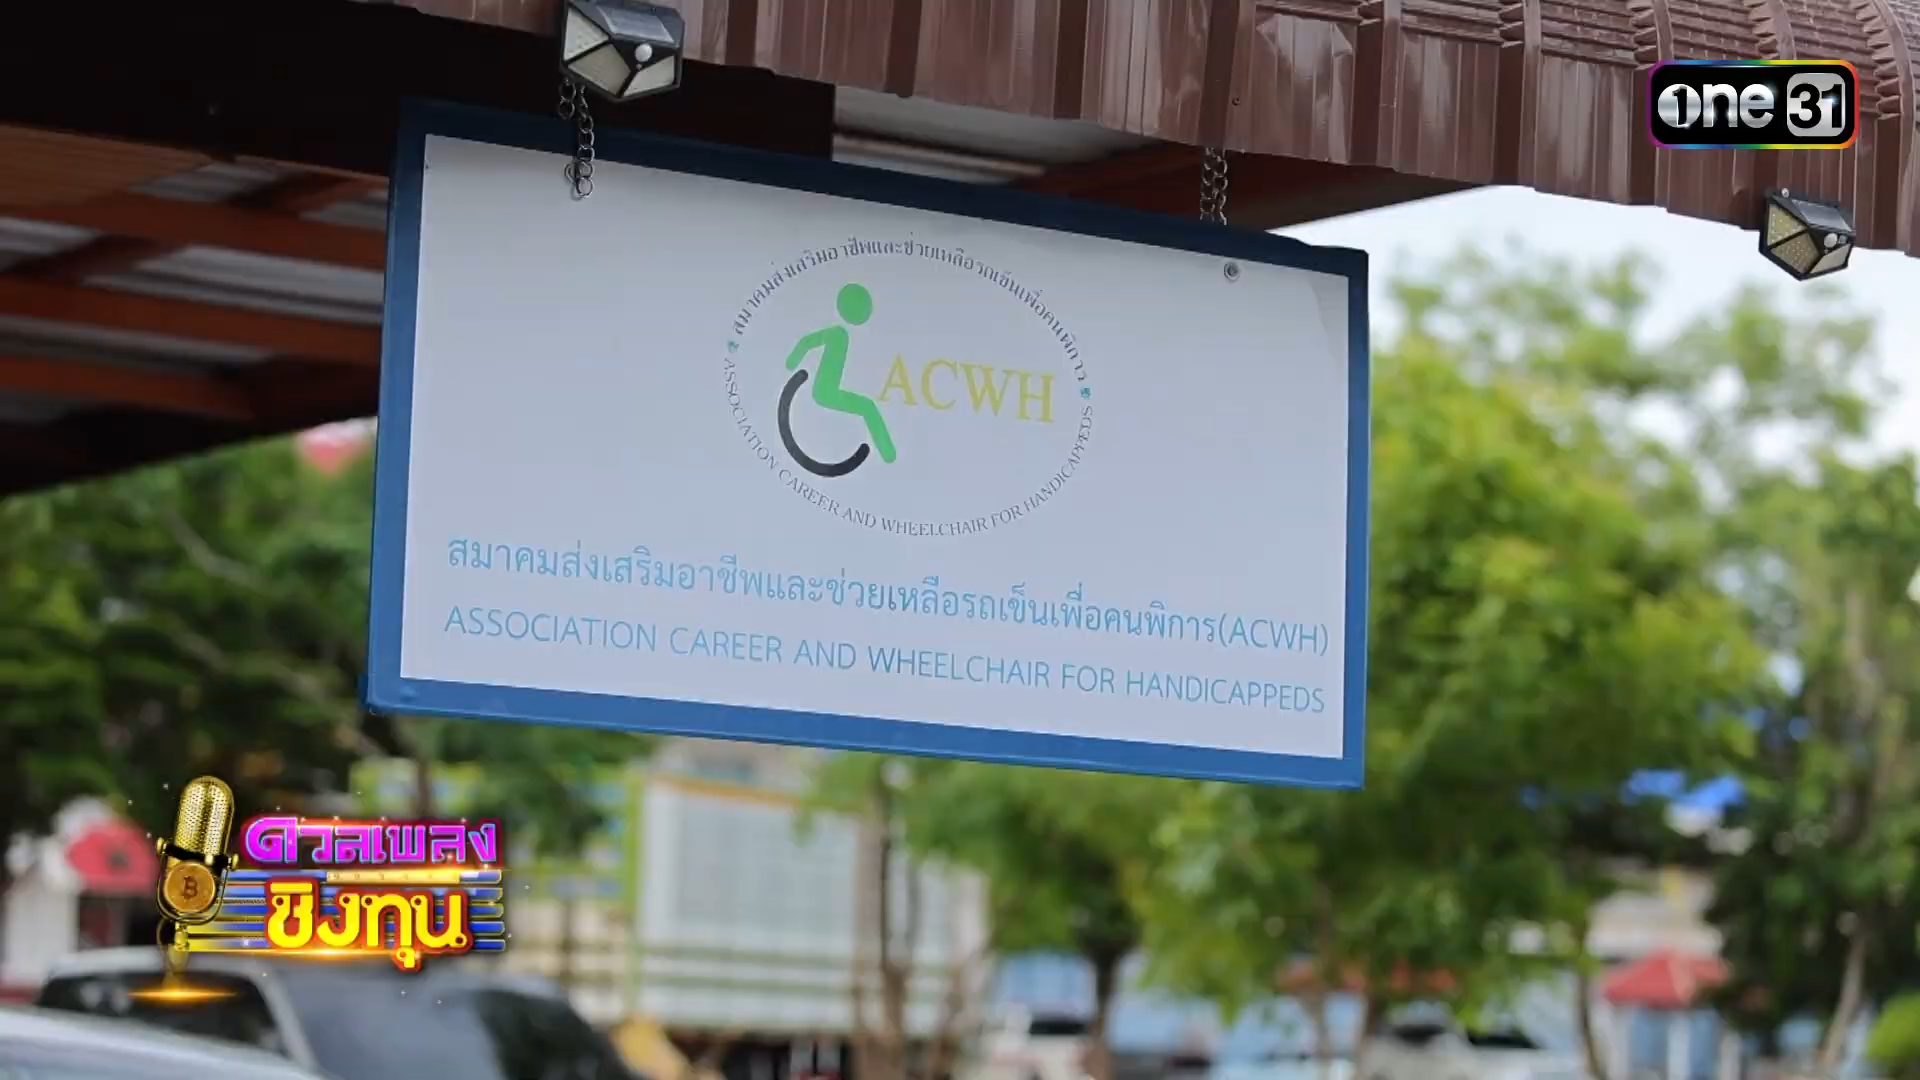 one 31
สมาคมส่งเสริมอาชีพและช่วยเหลือรถเข็นเพื่อคนพิการ
ACWH
ASSOCIATION CAREER AND WHEELCHAIR FOR HANDICAPPEDS
สมาคมส่งเสริมอาชีพและช่วยเหลือรถเข็นเพื่อคนพิการ(ACWH)
ASSOCIATION CAREER AND WHEELCHAIR FOR HANDICAPPEDS
ดวลเพลง
ชิงทุน